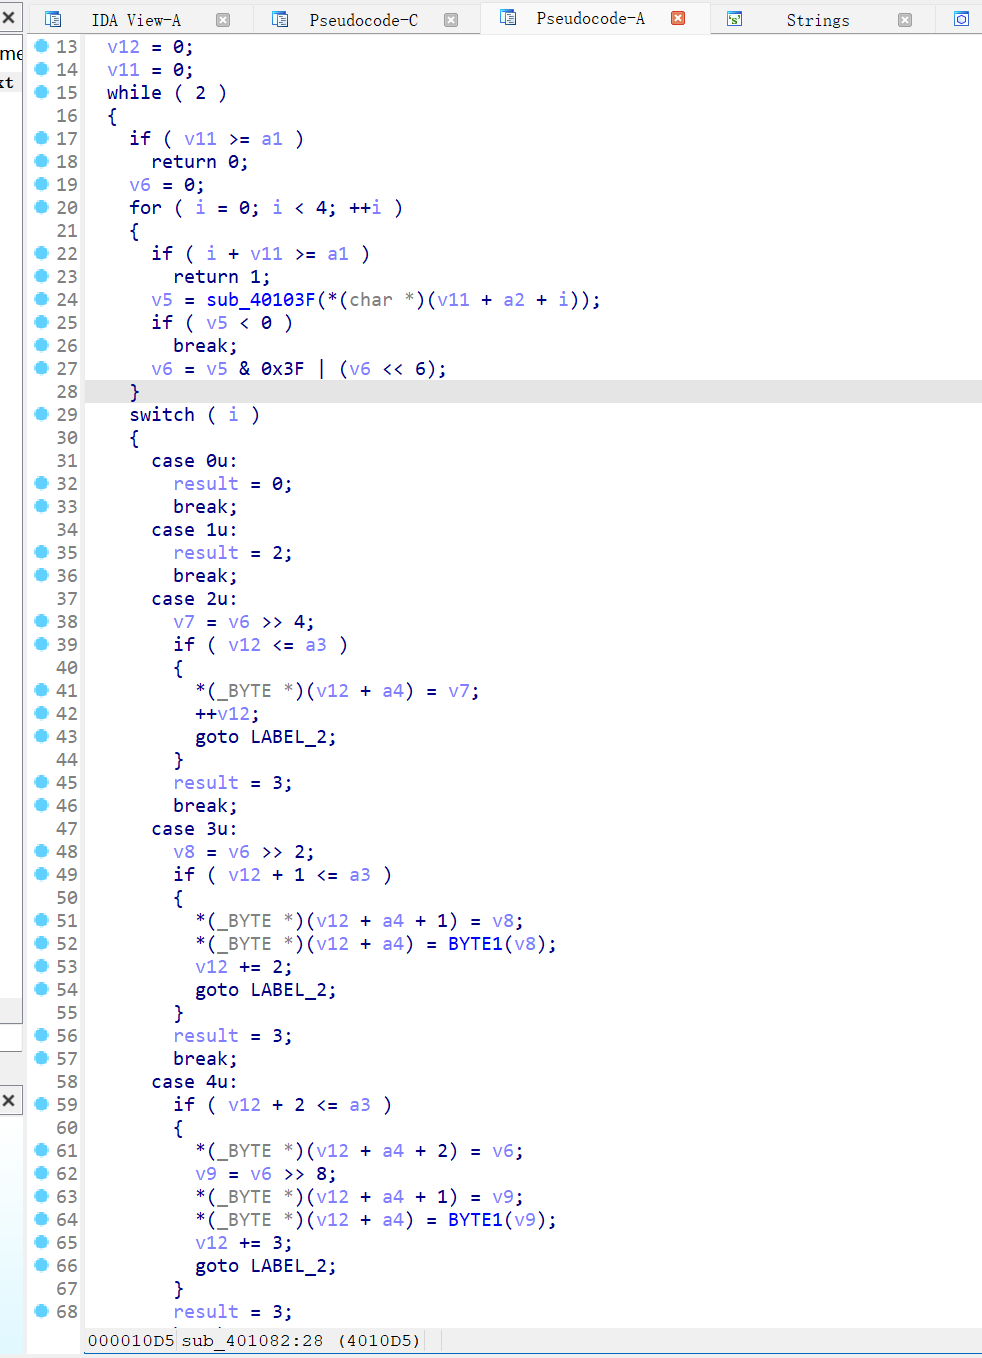 IDA View-A Pseudocode-C Pseudocode-A 's' Strings
me
xt
13 v12 = 0;
14 v11 = 0;
15 while ( 2 )
16 {
17 if ( v11 >= a1 )
18 return 0;
19 v6 = 0;
20 for ( i = 0; i < 4; ++i )
21 {
22 if ( i + v11 >= a1 )
23 return 1;
24 v5 = sub_40103F(*(char *)(v11 + a2 + i));
25 if ( v5 < 0 )
26 break;
27 v6 = v5 & 0x3F | (v6 << 6);
28 }
29 switch ( i )
30 {
31 case 0u:
32 result = 0;
33 break;
34 case 1u:
35 result = 2;
36 break;
37 case 2u:
38 v7 = v6 >> 4;
39 if ( v12 <= a3 )
40 {
41 *(_BYTE *)(v12 + a4) = v7;
42 ++v12;
43 goto LABEL_2;
44 }
45 result = 3;
46 break;
47 case 3u:
48 v8 = v6 >> 2;
49 if ( v12 + 1 <= a3 )
50 {
51 *(_BYTE *)(v12 + a4 + 1) = v8;
52 *(_BYTE *)(v12 + a4) = BYTE1(v8);
53 v12 += 2;
54 goto LABEL_2;
55 }
56 result = 3;
57 break;
58 case 4u:
59 if ( v12 + 2 <= a3 )
60 {
61 *(_BYTE *)(v12 + a4 + 2) = v6;
62 v9 = v6 >> 8;
63 *(_BYTE *)(v12 + a4 + 1) = v9;
64 *(_BYTE *)(v12 + a4) = BYTE1(v9);
65 v12 += 3;
66 goto LABEL_2;
67 }
68 result = 3;
000010D5 sub_401082:28 (4010D5)